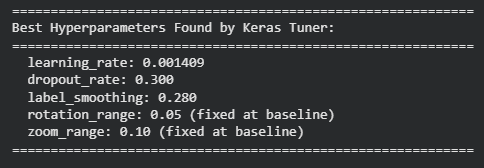 ============================================================
Best Hyperparameters Found by Keras Tuner:
============================================================
  learning_rate: 0.001409
  dropout_rate: 0.300
  label_smoothing: 0.280
  rotation_range: 0.05 (fixed at baseline)
  zoom_range: 0.10 (fixed at baseline)
============================================================